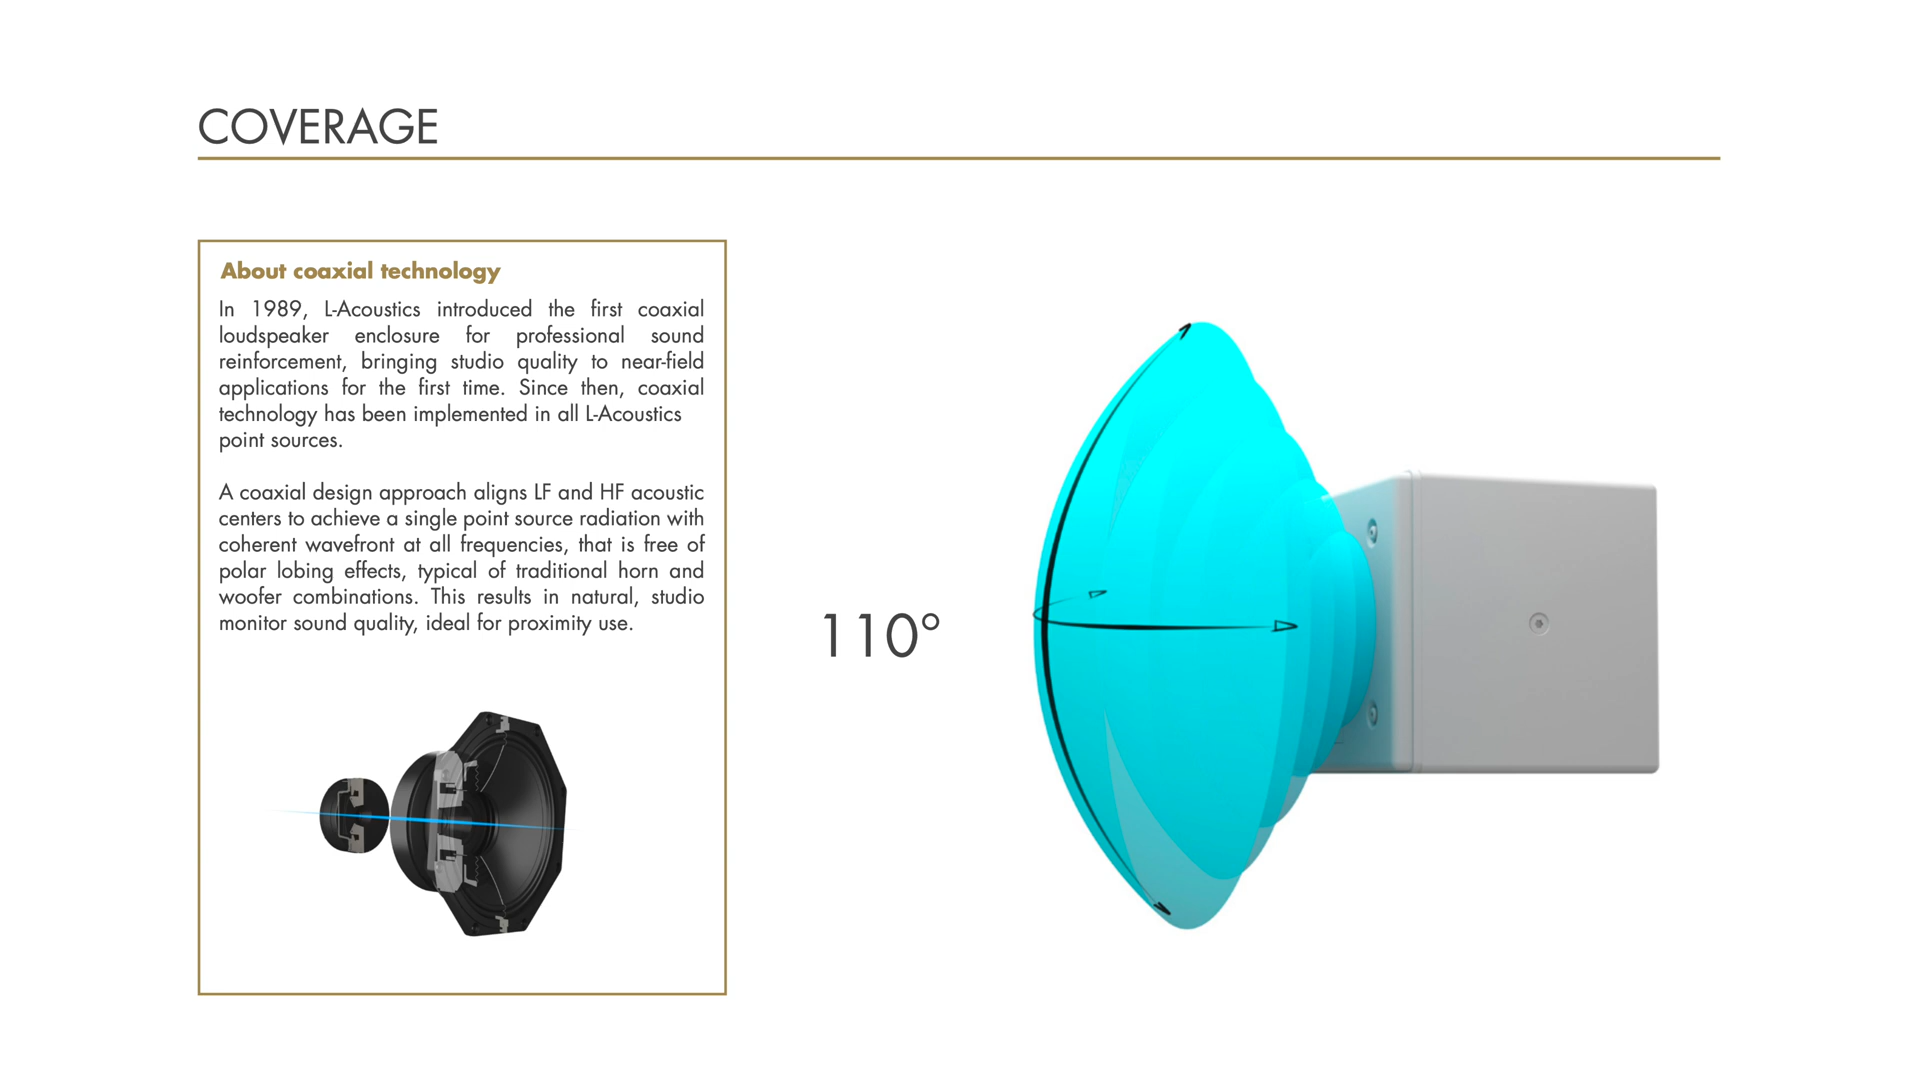 COVERAGE
About coaxial technology
In 1989, L-Acoustics introduced the first coaxial
loudspeaker enclosure for professional sound
reinforcement, bringing studio quality to near-field
applications for the first time. Since then, coaxial
technology has been implemented in all L-Acoustics
point sources.
A coaxial design approach aligns LF and HF acoustic
centers to achieve a single point source radiation with
coherent wavefront at all frequencies, that is free of
polar lobing effects, typical of traditional horn and
woofer combinations. This results in natural, studio
monitor sound quality, ideal for proximity use.
110°